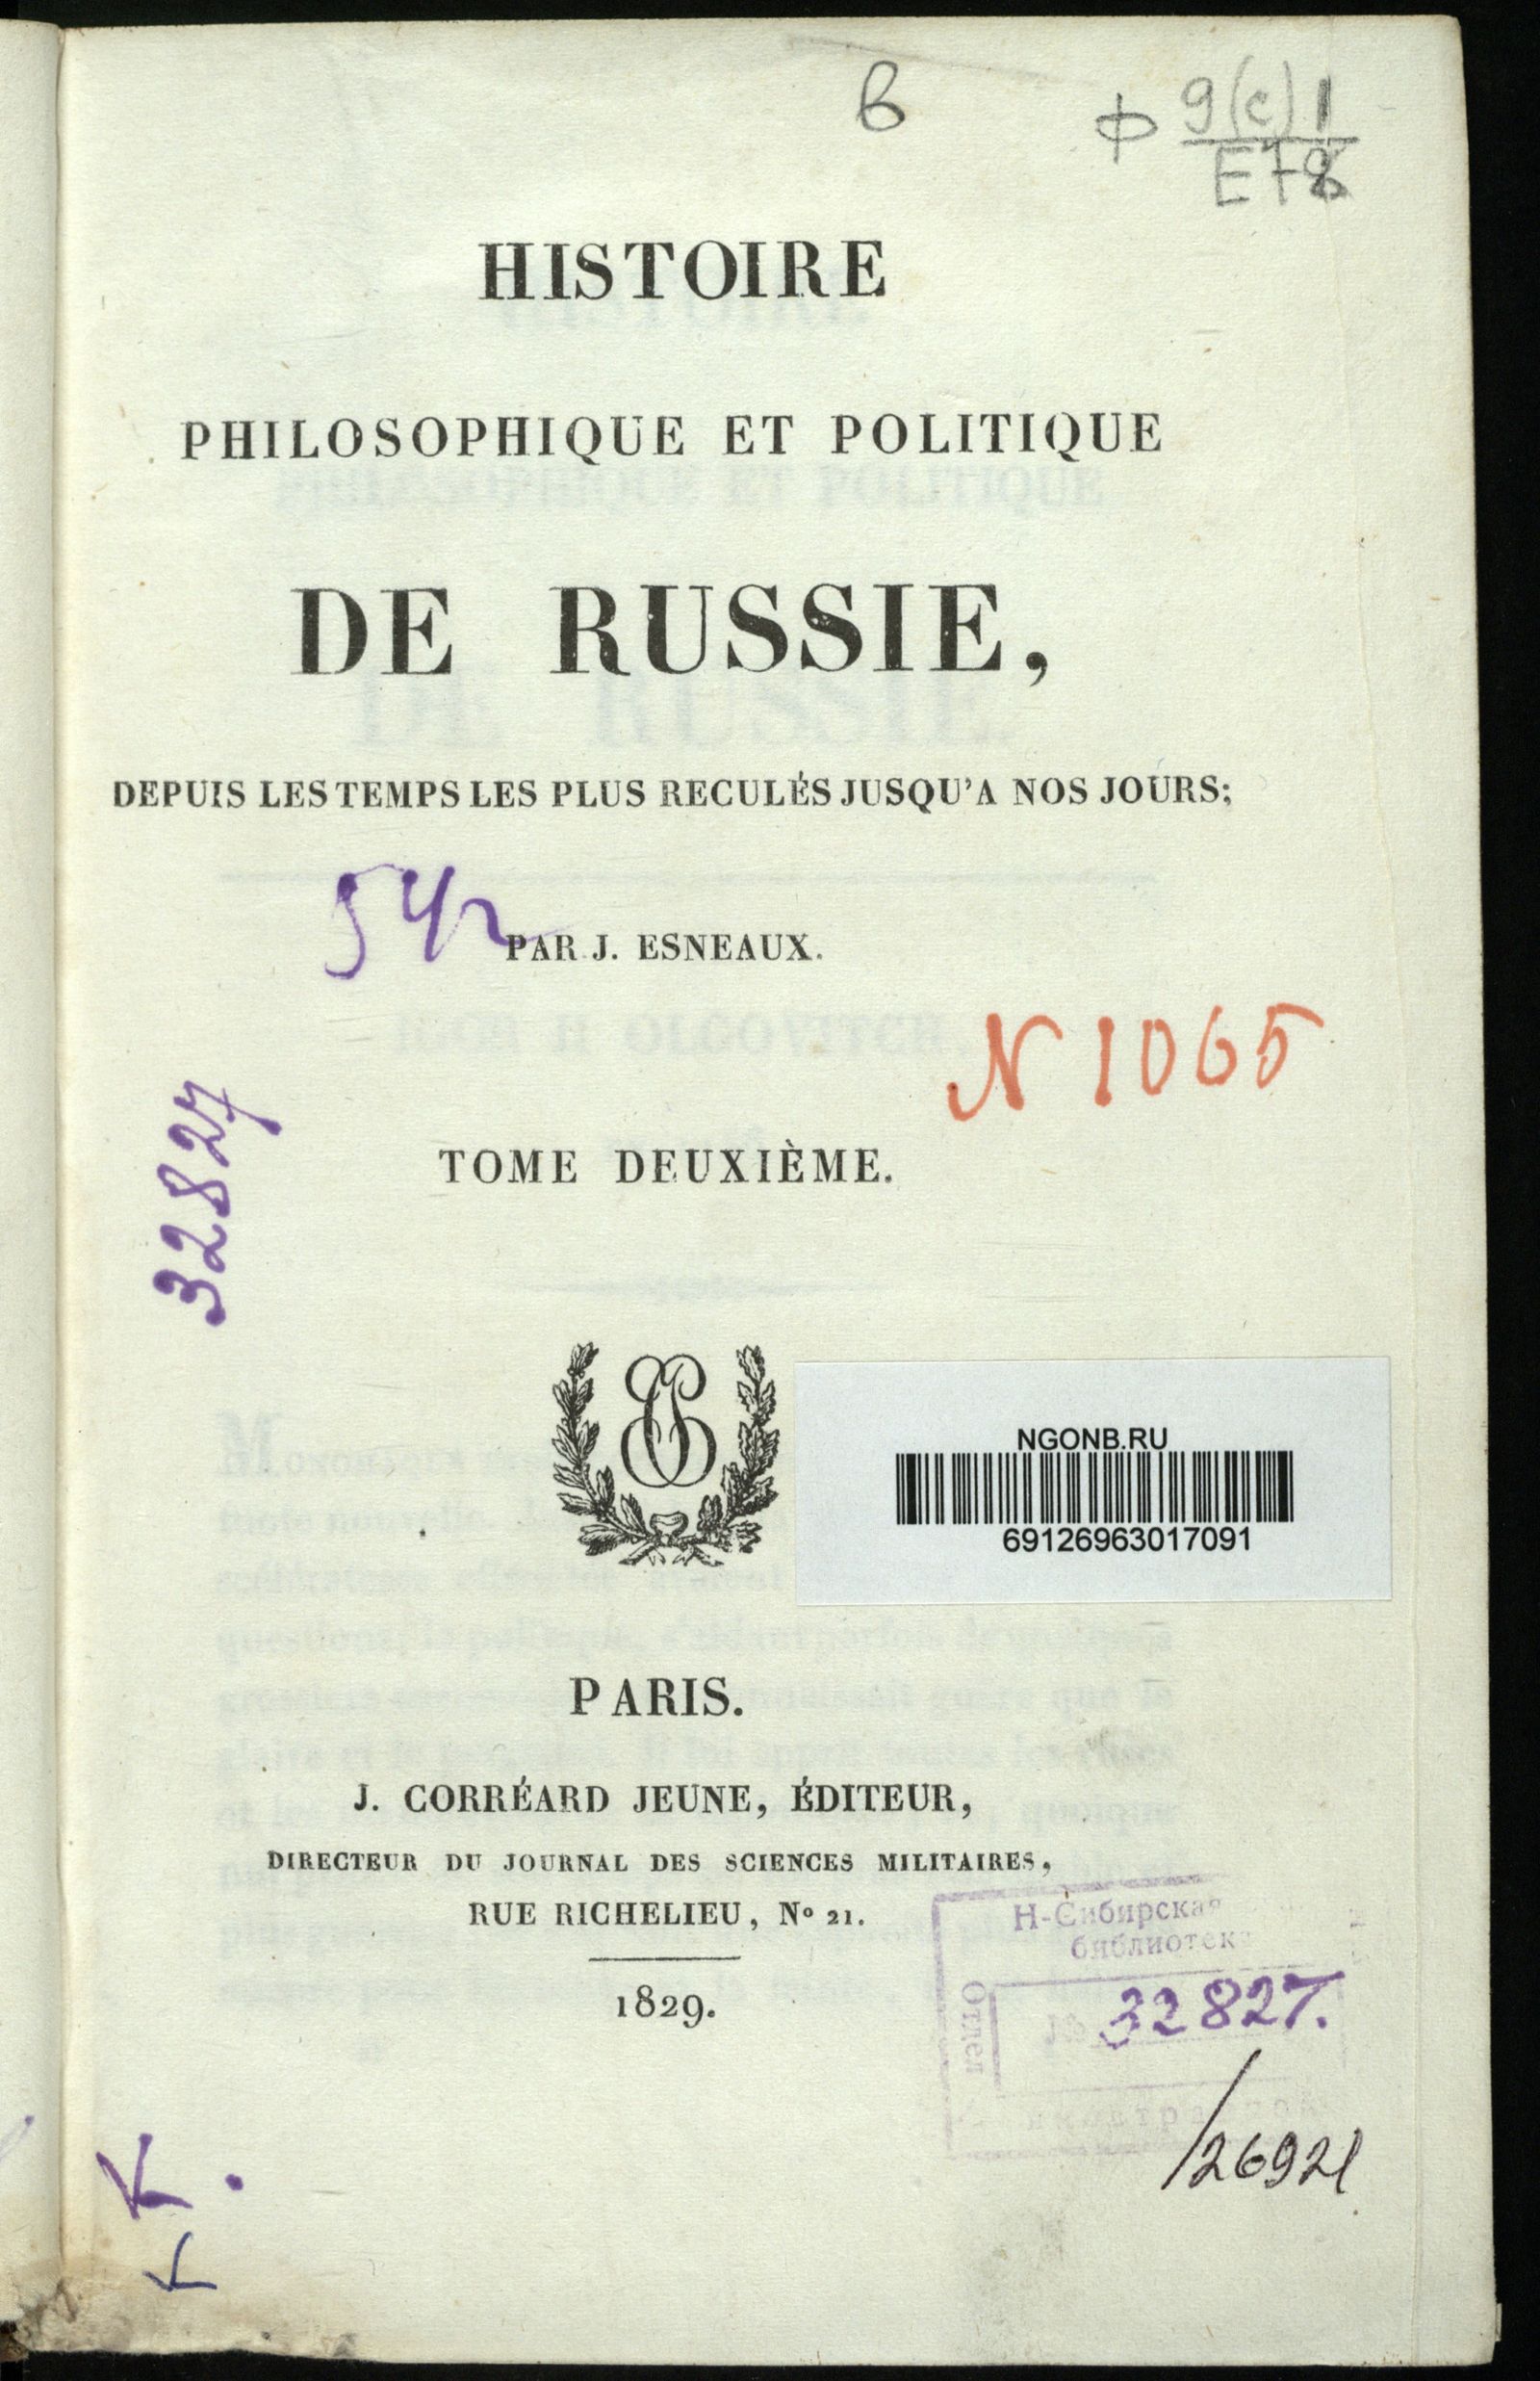 в
Ф 9(с)1
E78
HISTOIRE
PHILOSOPHIQUE ET POLITIQUE
DE RUSSIE,
DEPUIS LES TEMPS LES PLUS RECULÉS JUSQU'A NOS JOURS;
PAR J. ESNEAUX.
N 1065
32827
TOME DEUXIÈME.
NGONB.RU
69126963017091
PARIS.
J. CORRÉARD JEUNE, ÉDITEUR,
DIRECTEUR DU JOURNAL DES SCIENCES MILITAIRES,
RUE RICHELIEU, Nº 21.
1829.
Н-Сибирская
библиотека
Отдел
32827.
/26921
К.